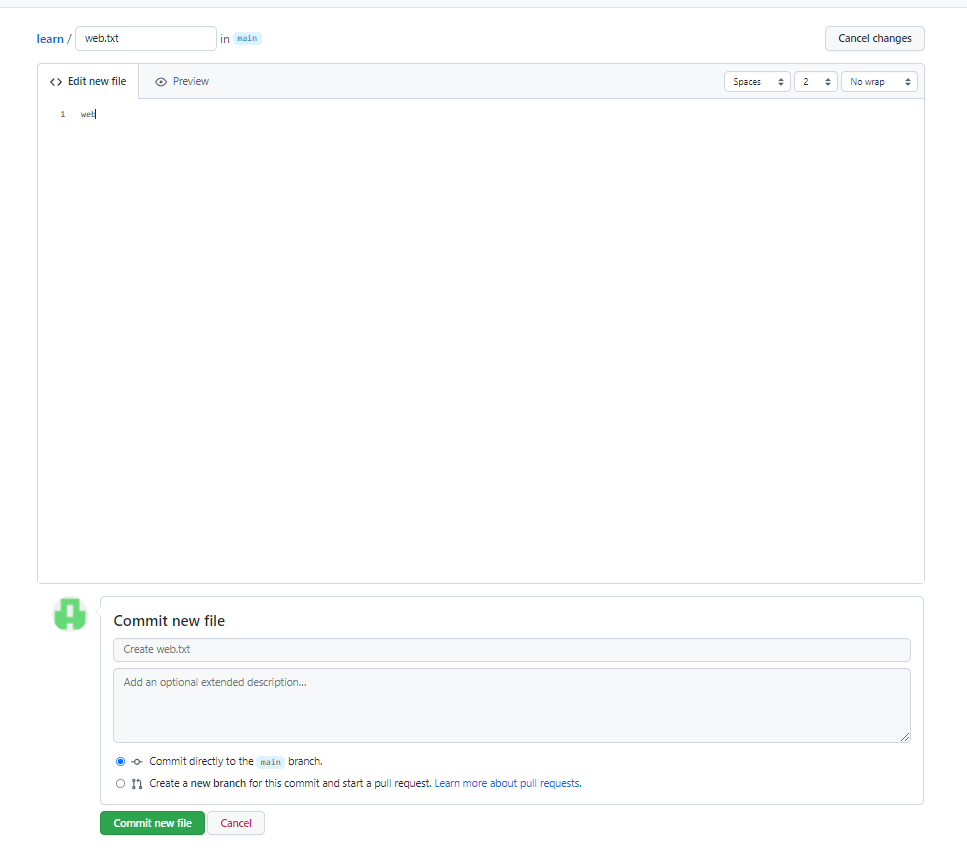 learn / web.txt in main Cancel changes
Edit new file Preview Spaces 2 No wrap
1 web
Commit new file
Create web.txt
Add an optional extended description...
Commit directly to the main branch.
Create a new branch for this commit and start a pull request. Learn more about pull requests.
Commit new file Cancel